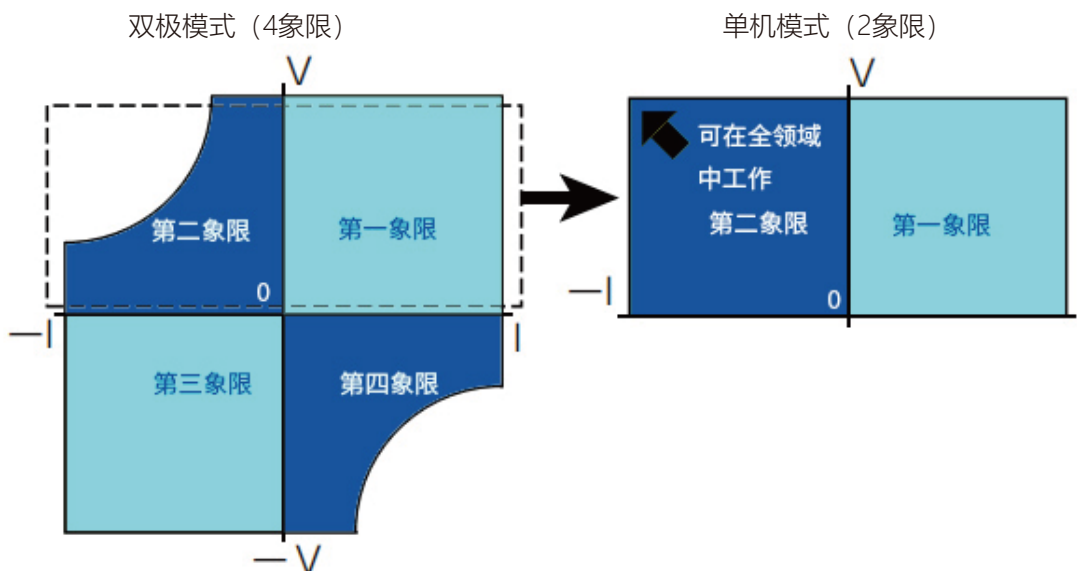 双极模式（4象限）
单机模式（2象限）
V
V
可在全领域
中工作
第二象限
第一象限
第二象限
第一象限
0
0
—I
—I
I
第三象限
第四象限
— V